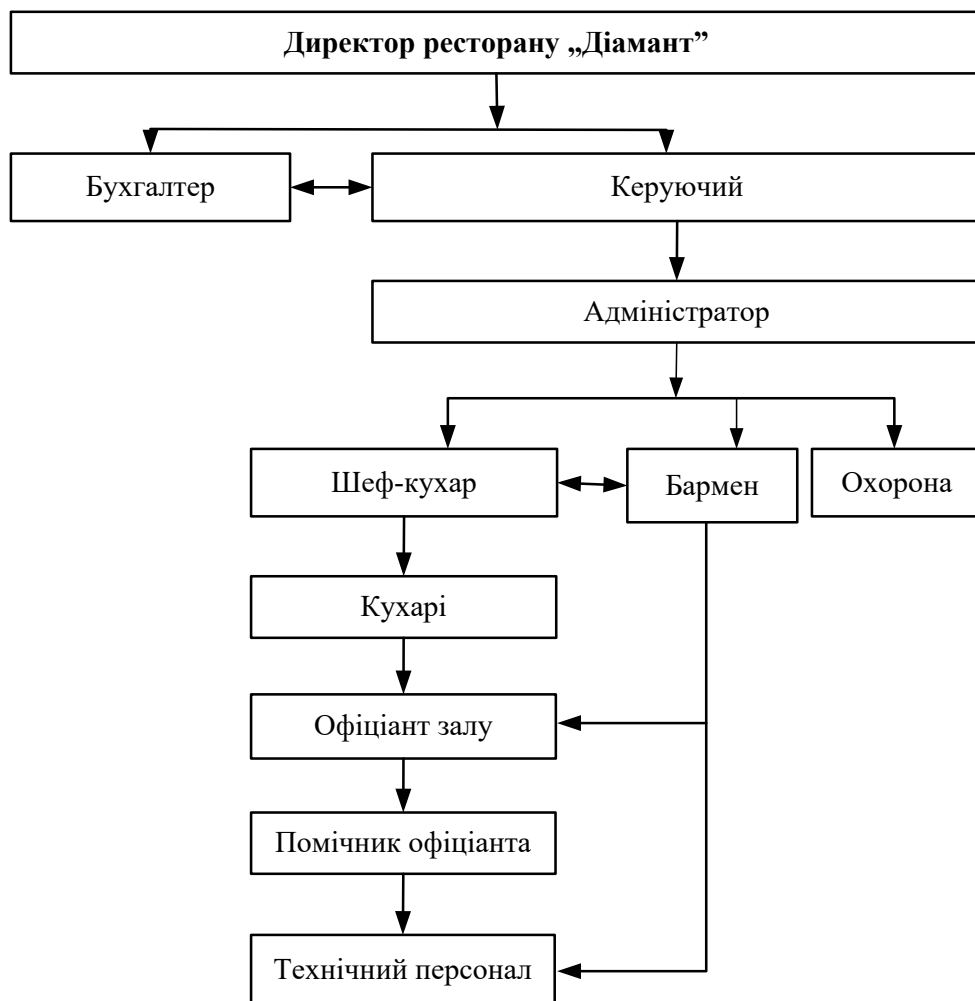 Директор ресторану „Діамант”
Бухгалтер
Керуючий
Адміністратор
Шеф-кухар
Бармен
Охорона
Кухарі
Офіціант залу
Помічник офіціанта
Технічний персонал